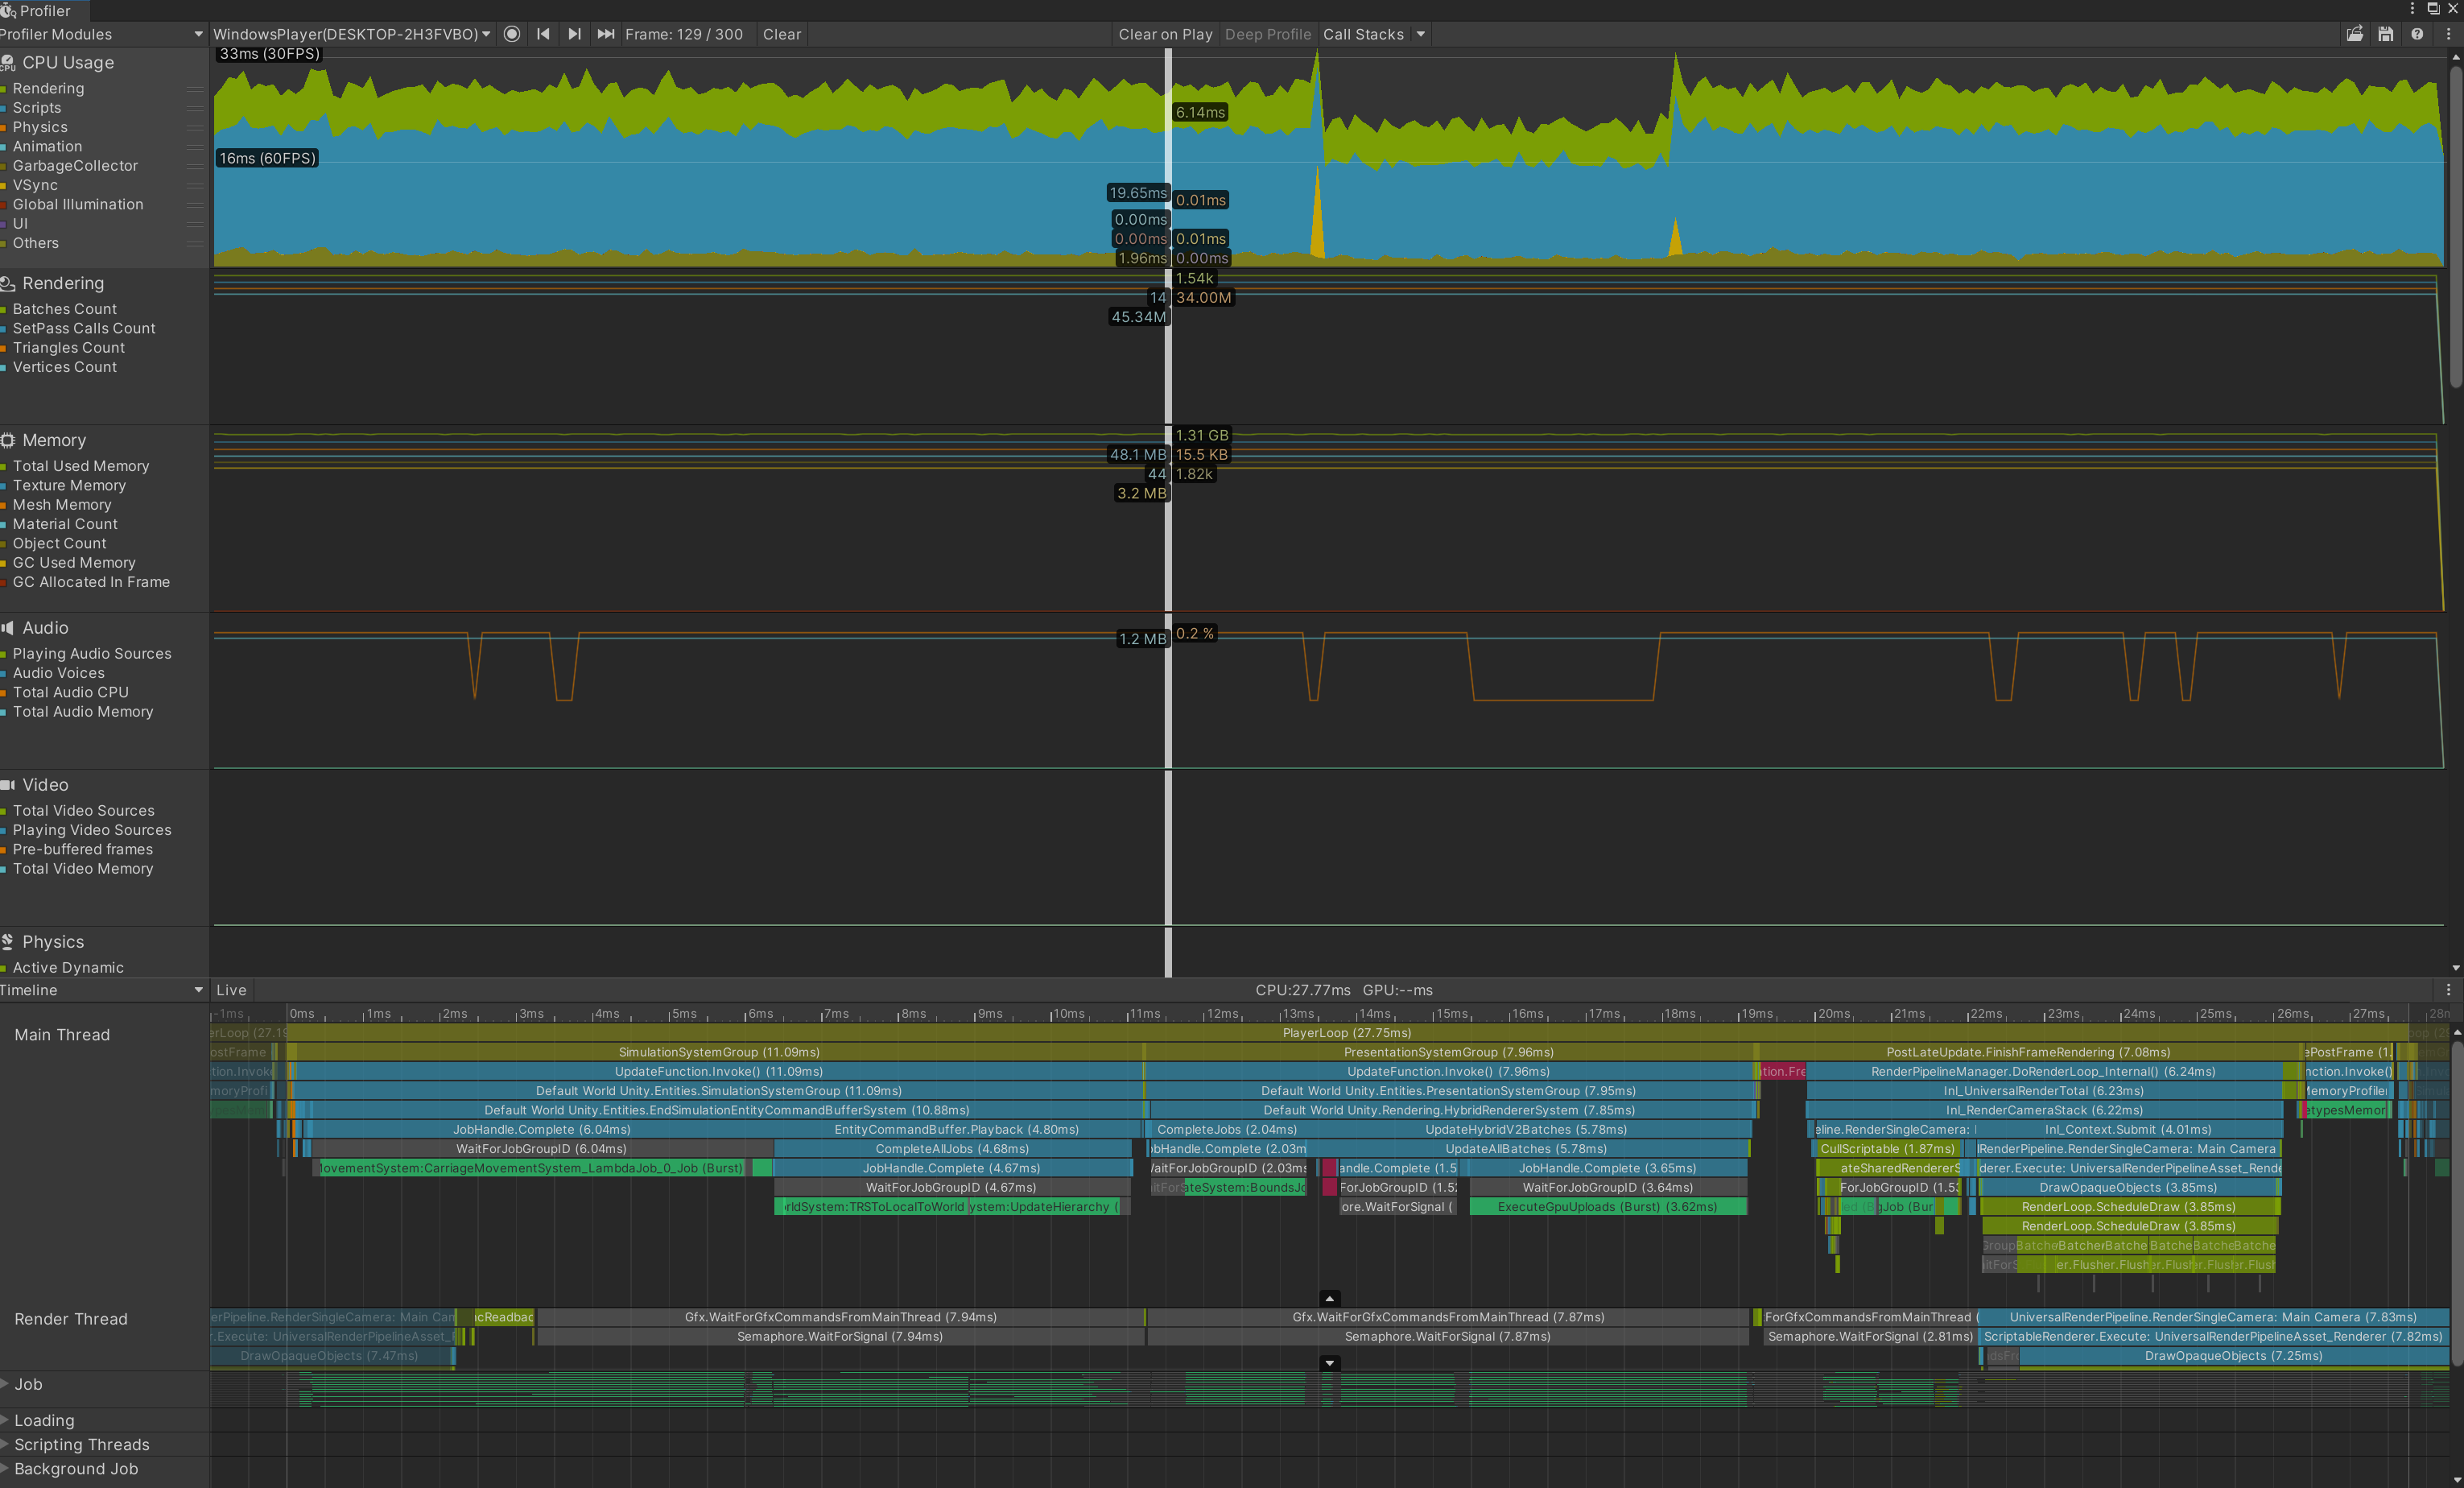 Profiler
Profiler Modules
WindowsPlayer(DESKTOP-2H3FVBO)
Frame: 129 / 300
Clear
Clear on Play
Deep Profile
Call Stacks
CPU Usage
Rendering
Scripts
Physics
Animation
GarbageCollector
VSync
Global Illumination
UI
Others
33ms (30FPS)
16ms (60FPS)
6.14ms
19.65ms
0.01ms
0.00ms
0.00ms
0.01ms
1.96ms
0.00ms
Rendering
Batches Count
SetPass Calls Count
Triangles Count
Vertices Count
1.54k
14
34.00M
45.34M
Memory
Total Used Memory
Texture Memory
Mesh Memory
Material Count
Object Count
GC Used Memory
GC Allocated In Frame
1.31 GB
48.1 MB
15.5 KB
44
1.82k
3.2 MB
Audio
Playing Audio Sources
Audio Voices
Total Audio CPU
Total Audio Memory
1.2 MB
0.2 %
Video
Total Video Sources
Playing Video Sources
Pre-buffered frames
Total Video Memory
Physics
Active Dynamic
Timeline
Live
CPU:27.77ms GPU:--ms
-1ms 0ms 1ms 2ms 3ms 4ms 5ms 6ms 7ms 8ms 9ms 10ms 11ms 12ms 13ms 14ms 15ms 16ms 17ms 18ms 19ms 20ms 21ms 22ms 23ms 24ms 25ms 26ms 27ms
Main Thread
erLoop (27.19
PlayerLoop (27.75ms)
ostFrame
SimulationSystemGroup (11.09ms)
PresentationSystemGroup (7.96ms)
PostLateUpdate.FinishFrameRendering (7.08ms)
ePostFrame (1.
tion.Invok
UpdateFunction.Invoke() (11.09ms)
UpdateFunction.Invoke() (7.96ms)
tion.Fre
RenderPipelineManager.DoRenderLoop_Internal() (6.24ms)
nction.Invoke()
moryProfi
Default World Unity.Entities.SimulationSystemGroup (11.09ms)
Default World Unity.Entities.PresentationSystemGroup (7.95ms)
Inl_UniversalRenderTotal (6.23ms)
MemoryProfile
Default World Unity.Entities.EndSimulationEntityCommandBufferSystem (10.88ms)
Default World Unity.Rendering.HybridRendererSystem (7.85ms)
Inl_RenderCameraStack (6.22ms)
etypesMemor
JobHandle.Complete (6.04ms)
EntityCommandBuffer.Playback (4.80ms)
CompleteJobs (2.04ms)
UpdateHybridV2Batches (5.78ms)
eline.RenderSingleCamera:
Inl_Context.Submit (4.01ms)
WaitForJobGroupID (6.04ms)
CompleteAllJobs (4.68ms)
obHandle.Complete (2.03m
UpdateAllBatches (5.78ms)
CullScriptable (1.87ms)
RenderPipeline.RenderSingleCamera: Main Camera
MovementSystem:CarriageMovementSystem_LambdaJob_0_Job (Burst)
JobHandle.Complete (4.67ms)
aitForJobGroupID (2.03ms
andle.Complete (1.5
JobHandle.Complete (3.65ms)
ateSharedRendererS
derer.Execute: UniversalRenderPipelineAsset_Rende
WaitForJobGroupID (4.67ms)
ateSystem:BoundsJo
ForJobGroupID (1.52
WaitForJobGroupID (3.64ms)
ForJobGroupID (1.53
DrawOpaqueObjects (3.85ms)
rldSystem:TRSToLocalToWorld
ystem:UpdateHierarchy (
ore.WaitForSignal (
ExecuteGpuUploads (Burst) (3.62ms)
gJob (Bur
RenderLoop.ScheduleDraw (3.85ms)
RenderLoop.ScheduleDraw (3.85ms)
Group Batche Batche Batche Batche Batche Batche
er.Flusher.Flush er.Flush er.Flush er.Flush
Render Thread
erPipeline.RenderSingleCamera: Main Cam
cReadbac
Gfx.WaitForGfxCommandsFromMainThread (7.94ms)
Gfx.WaitForGfxCommandsFromMainThread (7.87ms)
ForGfxCommandsFromMainThread (
UniversalRenderPipeline.RenderSingleCamera: Main Camera (7.83ms)
r.Execute: UniversalRenderPipelineAsset_
Semaphore.WaitForSignal (7.94ms)
Semaphore.WaitForSignal (7.87ms)
Semaphore.WaitForSignal (2.81ms)
ScriptableRenderer.Execute: UniversalRenderPipelineAsset_Renderer (7.82ms)
DrawOpaqueObjects (7.47ms)
DrawOpaqueObjects (7.25ms)
Job
Loading
Scripting Threads
Background Job